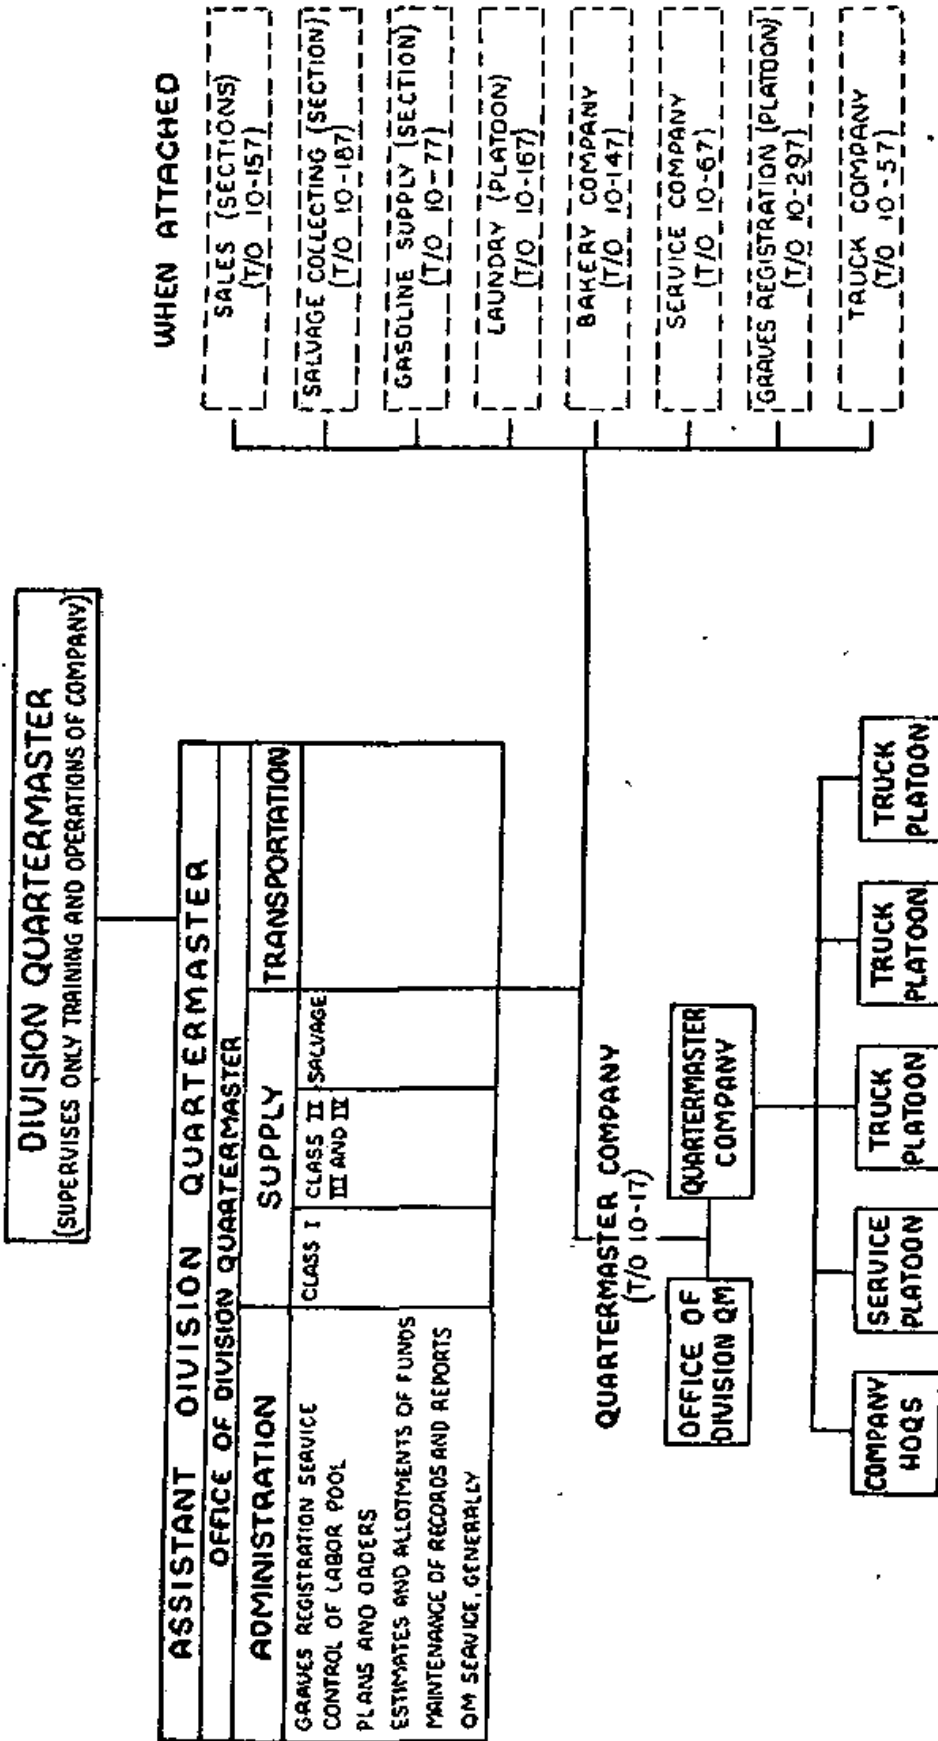 DIVISION QUARTERMASTER
(SUPERVISES ONLY TRAINING AND OPERATIONS OF COMPANY)
ASSISTANT DIVISION QUARTERMASTER
OFFICE OF DIVISION QUARTERMASTER
ADMINISTRATION
SUPPLY
TRANSPORTATION
GRAVES REGISTRATION SERVICE
CONTROL OF LABOR POOL
PLANS AND ORDERS
ESTIMATES AND ALLOTMENTS OF FUNDS
MAINTENANCE OF RECORDS AND REPORTS
QM SERVICE, GENERALLY
CLASS I
CLASS II
III AND IV
SALVAGE
QUARTERMASTER COMPANY
(T/O 10-17)
OFFICE OF
DIVISION QM
QUARTERMASTER
COMPANY
COMPANY
HDQS
SERVICE
PLATOON
TRUCK
PLATOON
TRUCK
PLATOON
TRUCK
PLATOON
WHEN ATTACHED
SALES (SECTIONS)
(T/O 10-157)
SALVAGE COLLECTING (SECTION)
(T/O 10-187)
GASOLINE SUPPLY (SECTION)
(T/O 10-77)
LAUNDRY (PLATOON)
(T/O 10-167)
BAKERY COMPANY
(T/O 10-147)
SERVICE COMPANY
(T/O 10-67)
GRAVES REGISTRATION (PLATOON)
(T/O 10-297)
TRUCK COMPANY
(T/O 10-57)